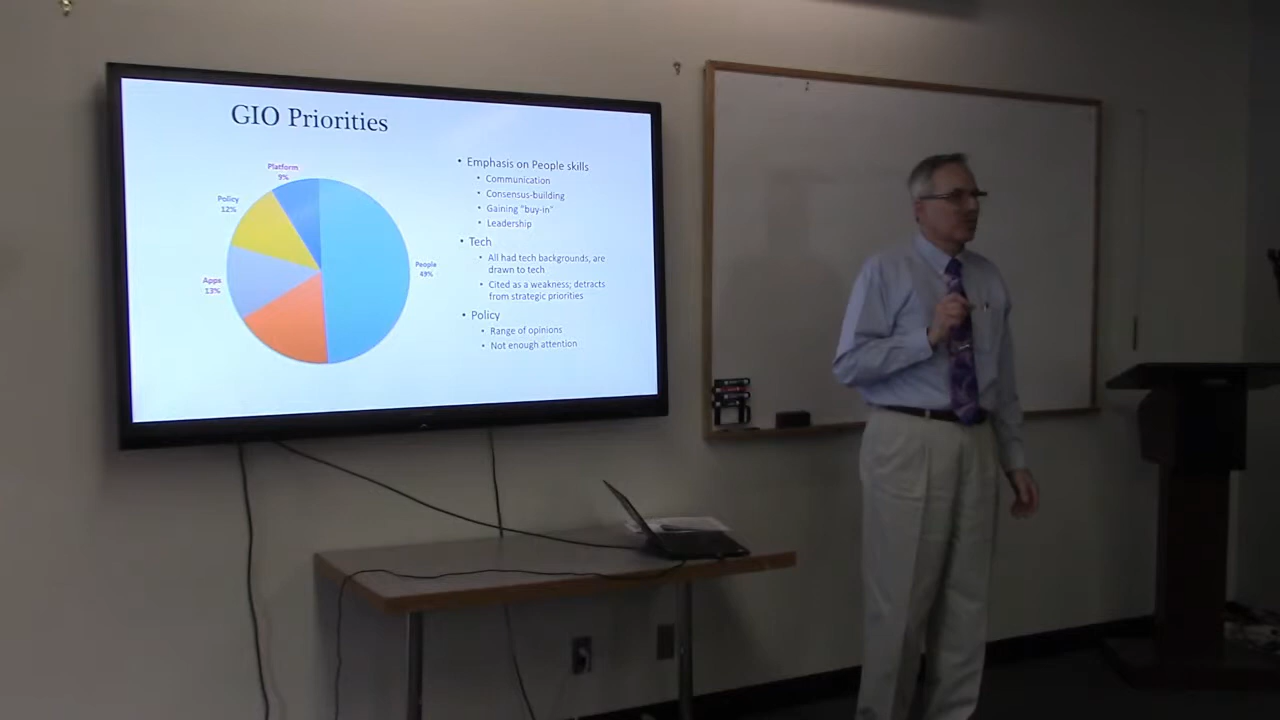 GIO Priorities
Platform
9%
Policy
12%
Apps
13%
People
49%
• Emphasis on People skills
• Communication
• Consensus-building
• Gaining "buy-in"
• Leadership
• Tech
• All had tech backgrounds, are
drawn to tech
• Cited as a weakness; detracts
from strategic priorities
• Policy
• Range of opinions
• Not enough attention